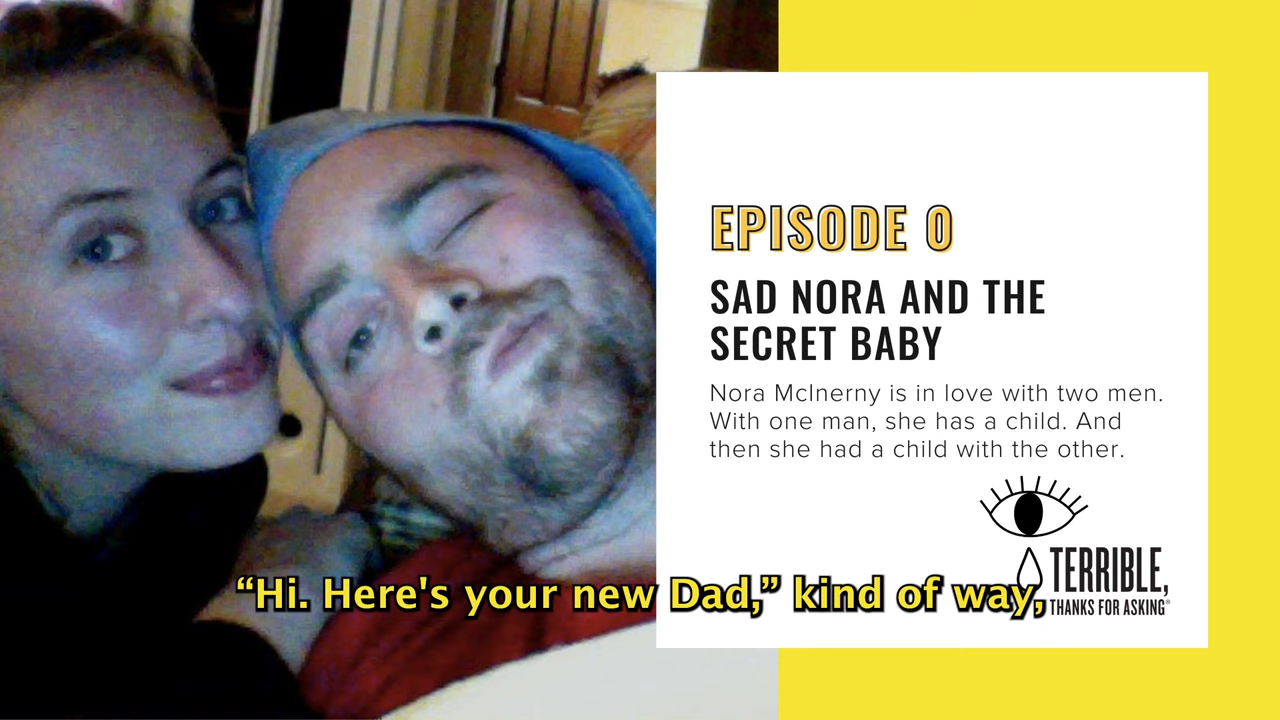 EPISODE 0
SAD NORA AND THE
SECRET BABY
Nora McInerny is in love with two men.
With one man, she has a child. And
then she had a child with the other.
TERRIBLE,
THANKS FOR ASKING®
“Hi. Here's your new Dad,” kind of way,